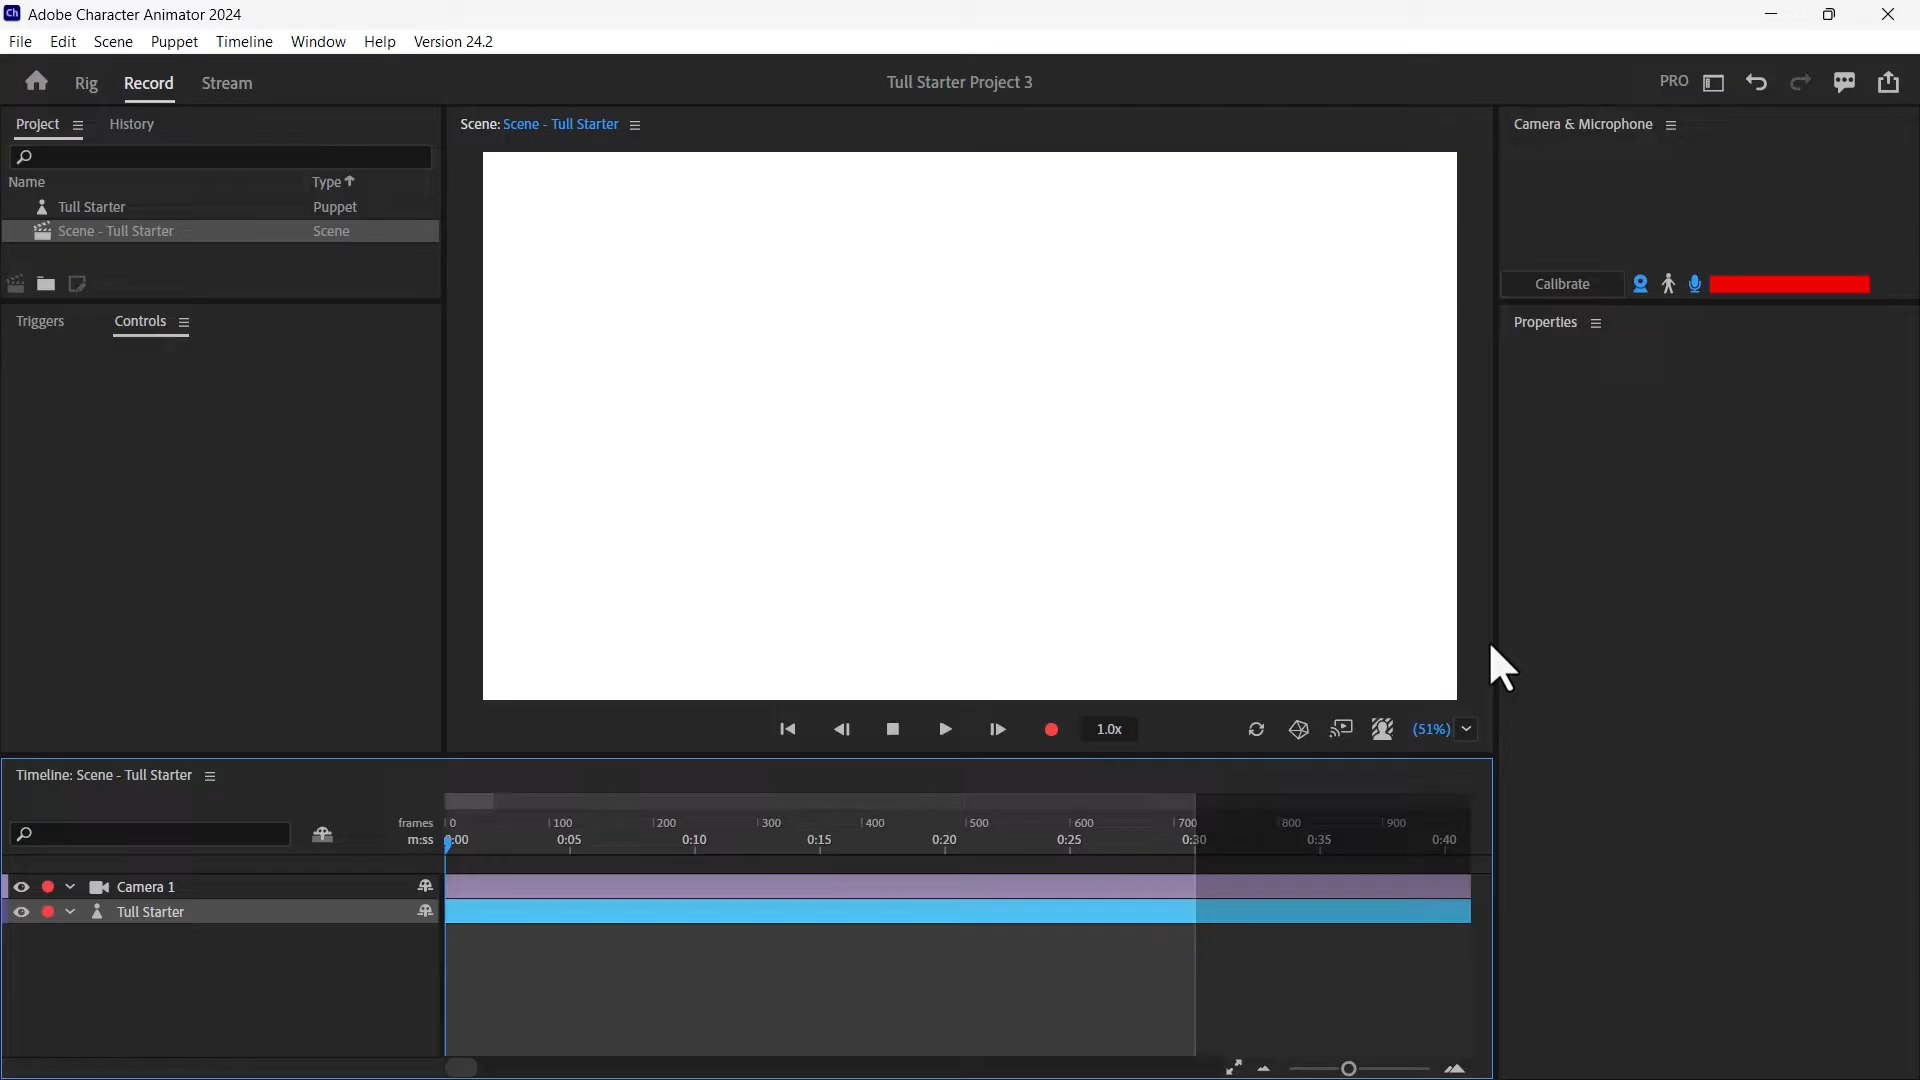 Ch Adobe Character Animator 2024
File Edit Scene Puppet Timeline Window Help Version 24.2
Rig Record Stream Tull Starter Project 3 PRO
Project History
Scene: Scene - Tull Starter
Camera & Microphone
Name Type
Tull Starter Puppet
Scene - Tull Starter Scene
Calibrate
Triggers Controls
Properties
1.0x (51%)
Timeline: Scene - Tull Starter
frames 0 100 200 300 400 500 600 700 800 900
m:ss 0:00 0:05 0:10 0:15 0:20 0:25 0:30 0:35 0:40
Camera 1
Tull Starter